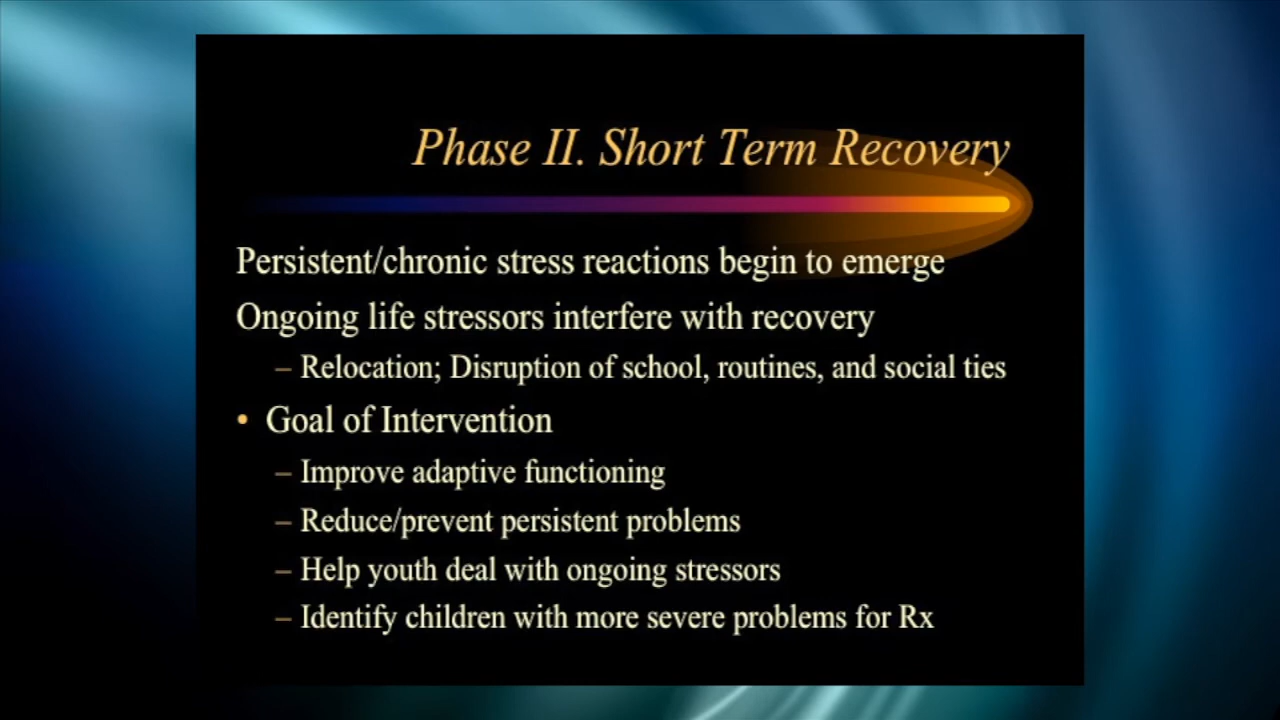 Phase II. Short Term Recovery
Persistent/chronic stress reactions begin to emerge
Ongoing life stressors interfere with recovery
– Relocation; Disruption of school, routines, and social ties
• Goal of Intervention
– Improve adaptive functioning
– Reduce/prevent persistent problems
– Help youth deal with ongoing stressors
– Identify children with more severe problems for Rx